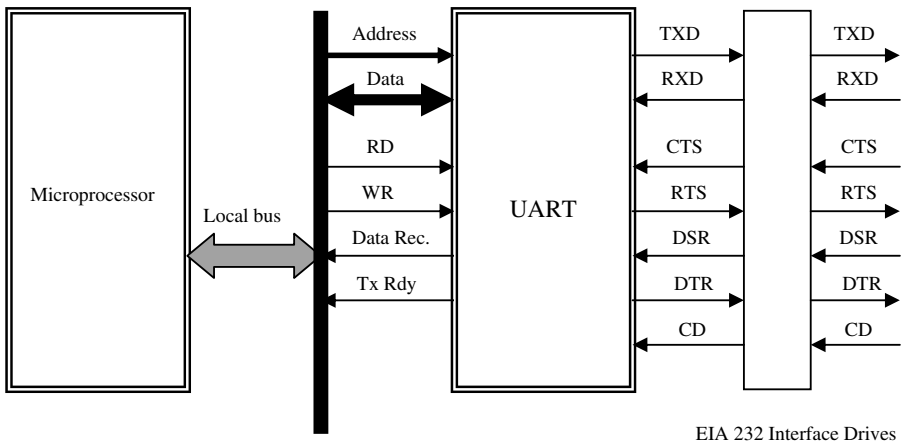 Address
TXD
TXD
Data
RXD
RXD
RD
CTS
CTS
Microprocessor
WR
UART
RTS
RTS
Local bus
Data Rec.
DSR
DSR
Tx Rdy
DTR
DTR
CD
CD
EIA 232 Interface Drives